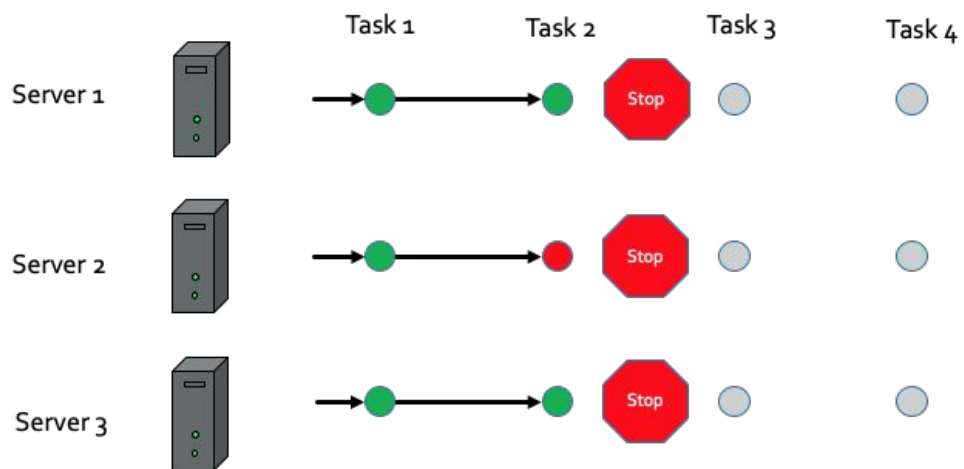 Task 1
Task 2
Task 3
Task 4
Server 1
Stop
Server 2
Stop
Server 3
Stop